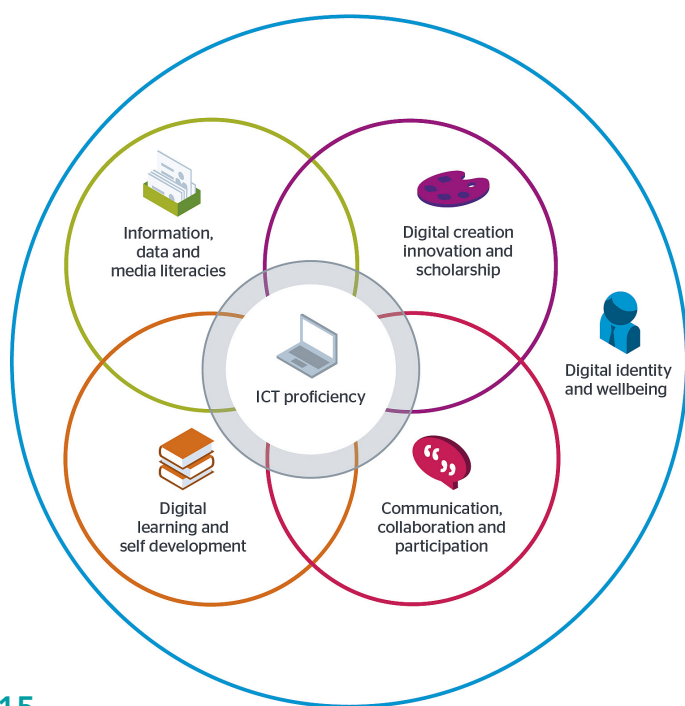 Information,
data and
media literacies
Digital creation
innovation and
scholarship
Digital identity
and wellbeing
ICT proficiency
Digital
learning and
self development
Communication,
collaboration and
participation